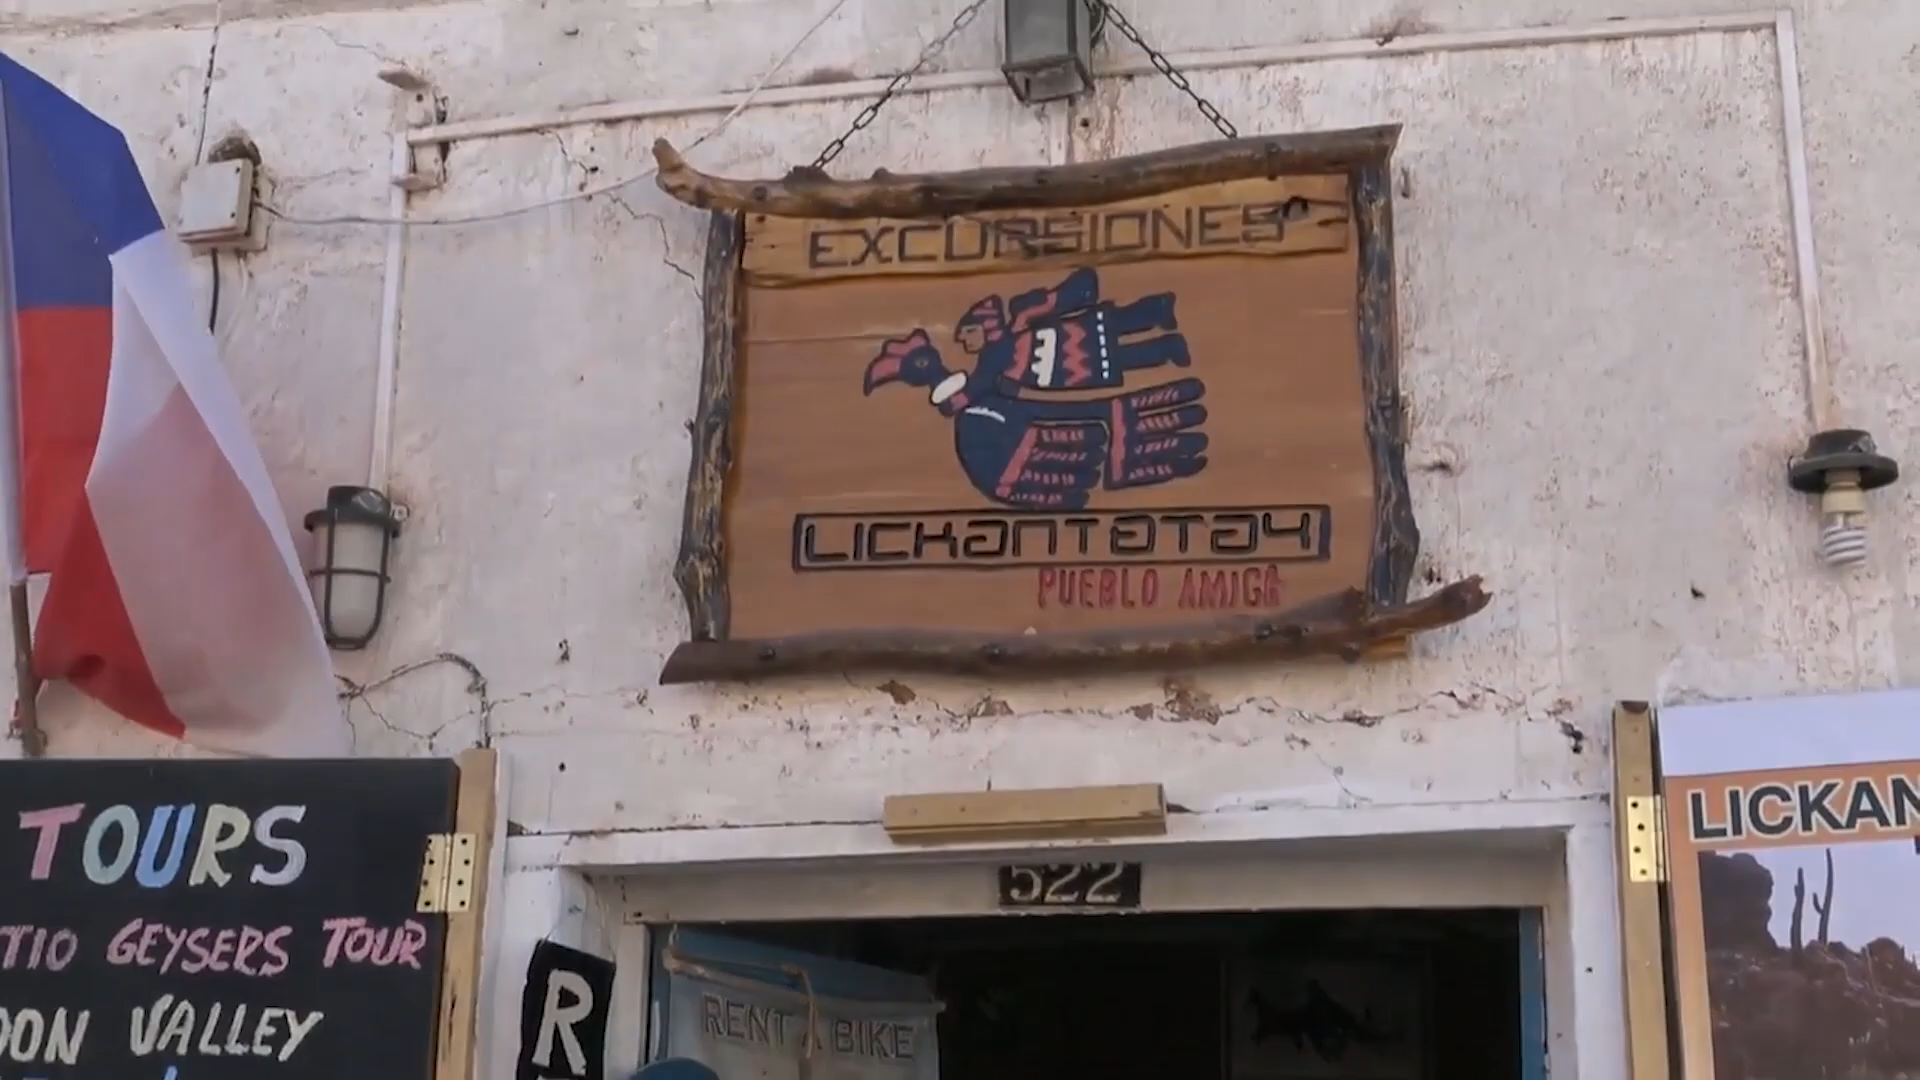 EXCURSIONES
LICKANTATAY
PUEBLO AMIGO
TOURS
TIO GEYSERS TOUR
OON VALLEY
R
522
RENT A BIKE
LICKAN